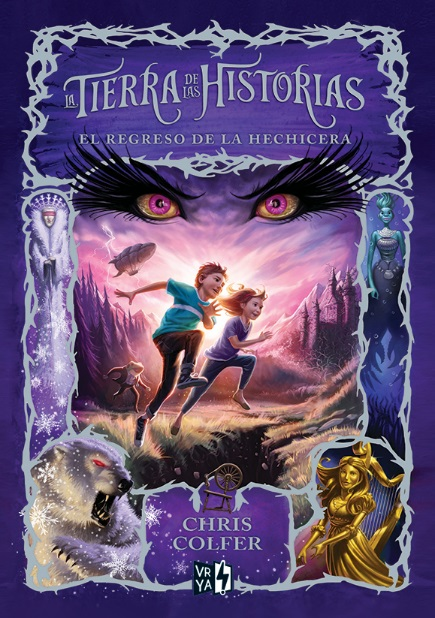 LA TIERRA DE LAS HISTORIAS
EL REGRESO DE LA HECHICERA
CHRIS
COLFER
VR
YA